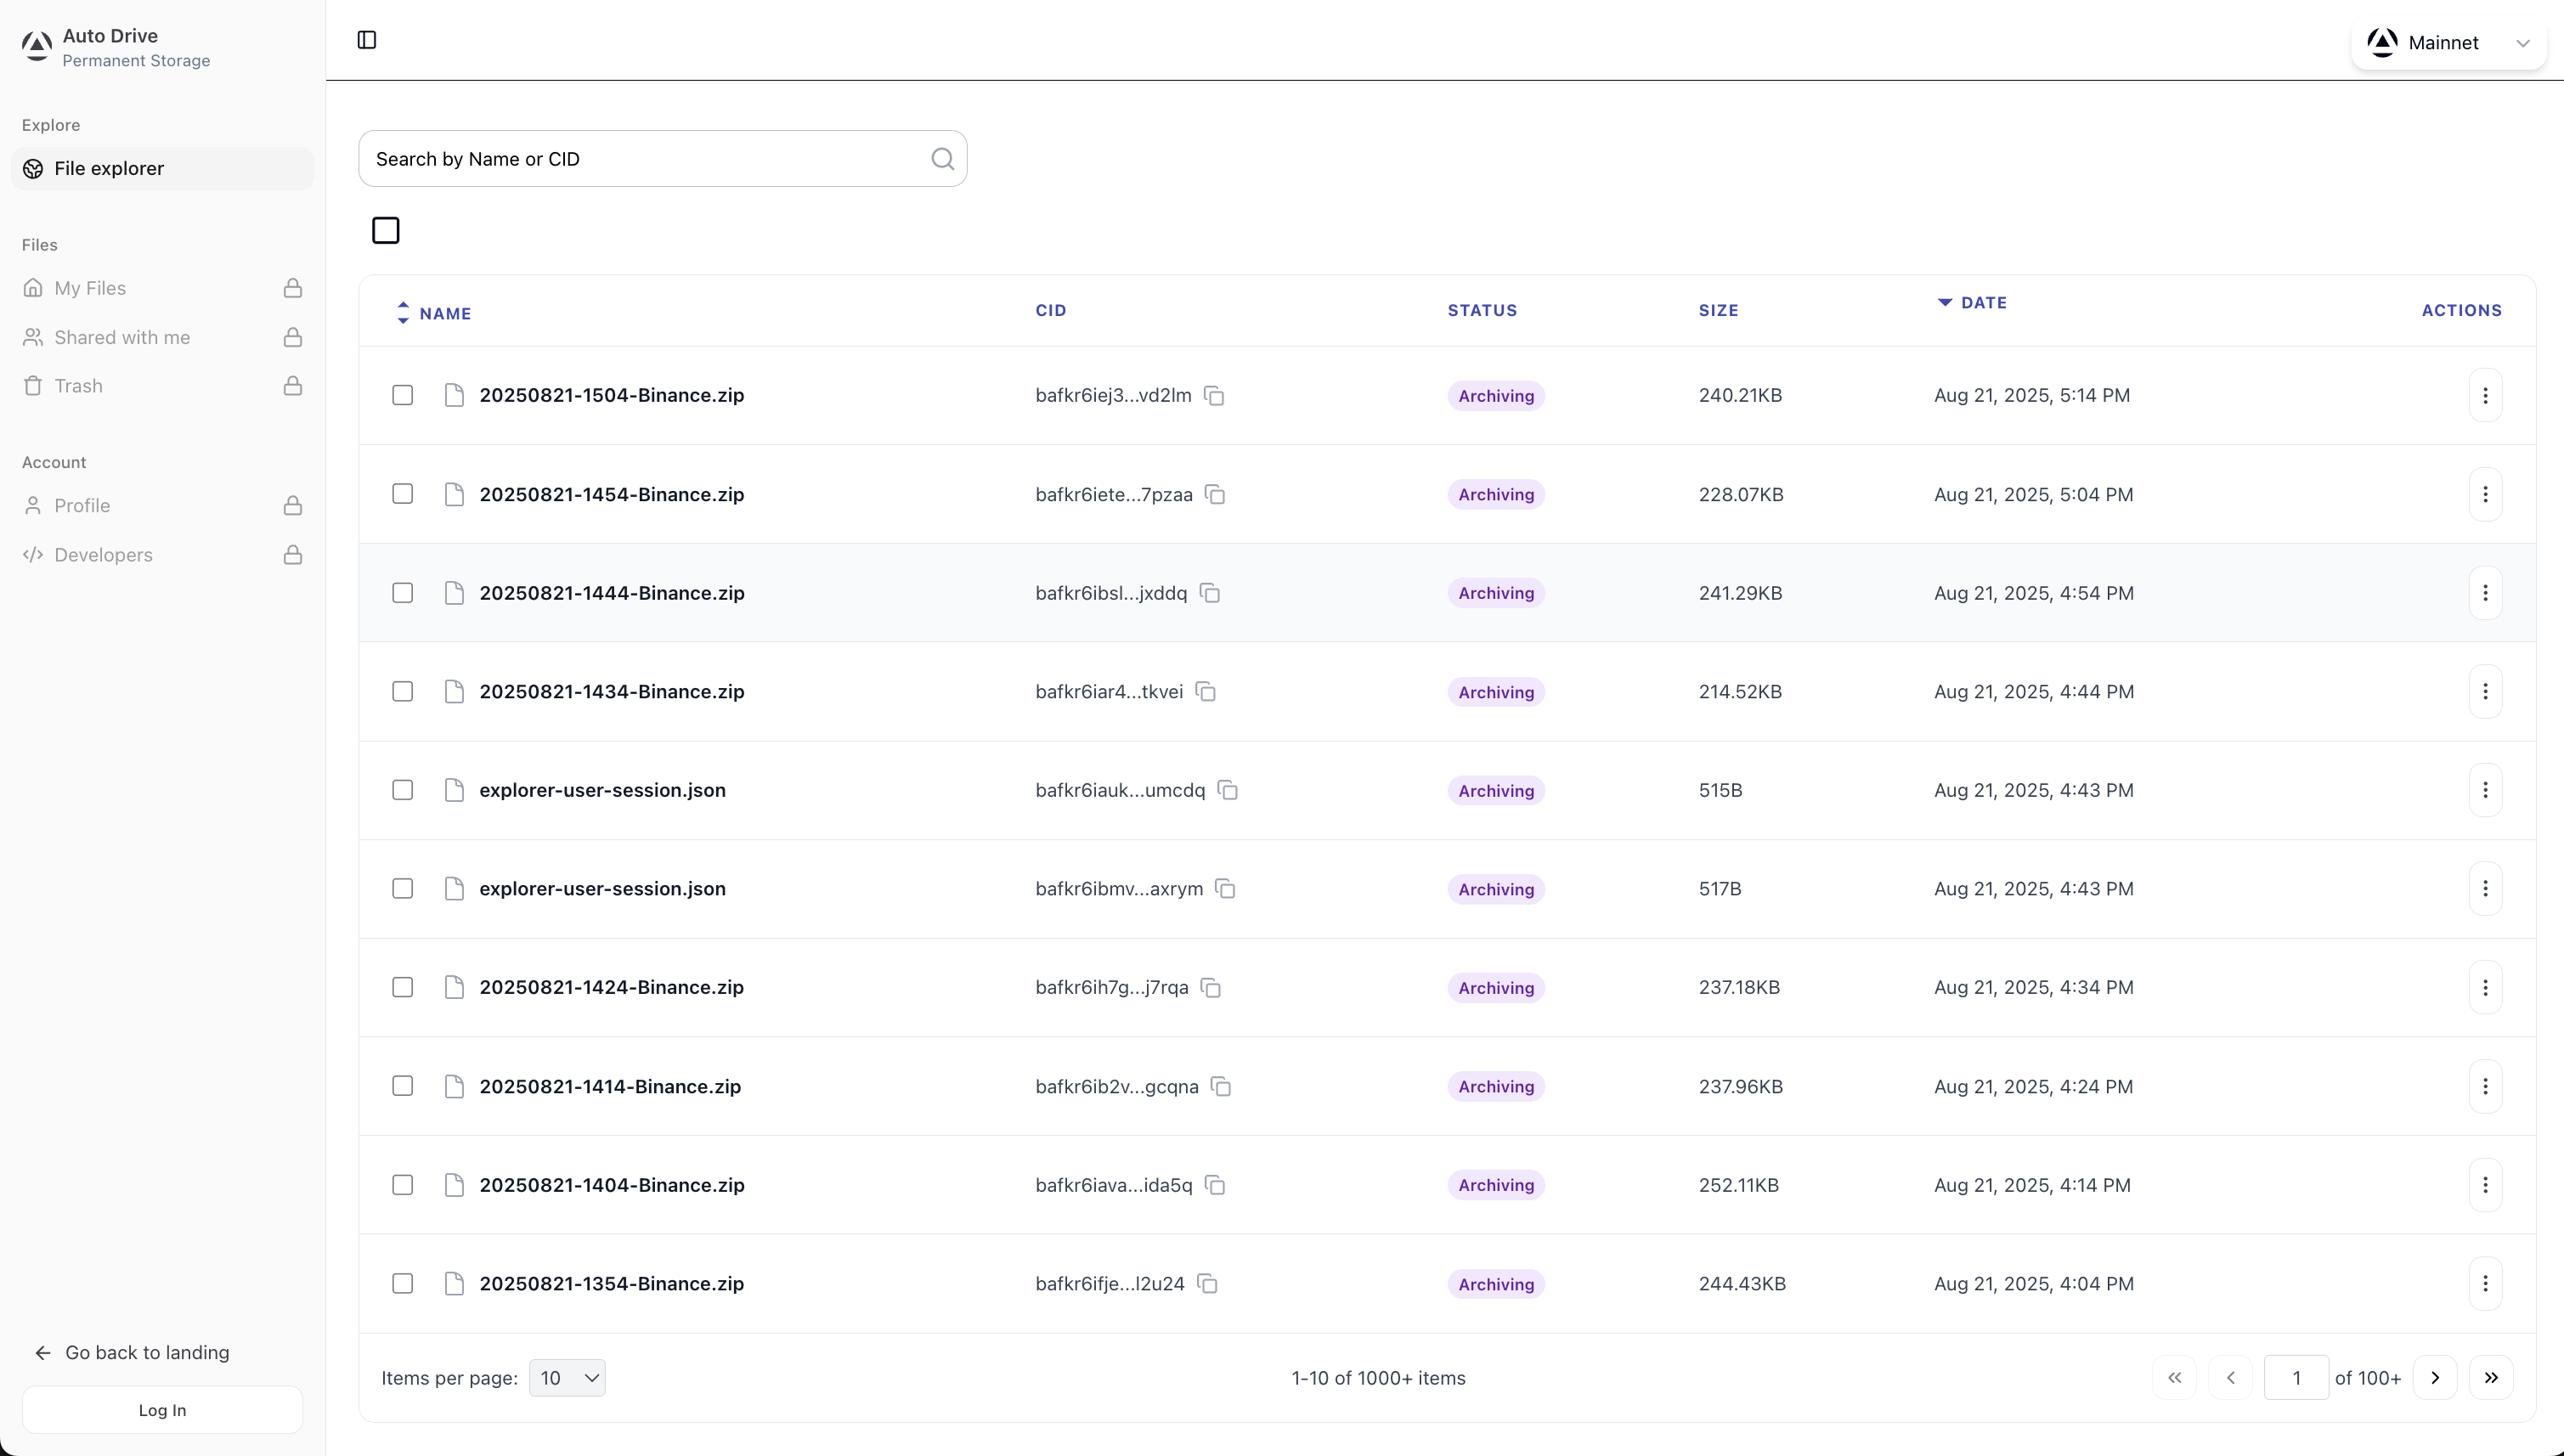 Auto Drive
Permanent Storage
Explore
File explorer
Files
My Files
Shared with me
Trash
Account
Profile
Developers
Go back to landing
Log In
Mainnet
Search by Name or CID
NAME CID STATUS SIZE DATE ACTIONS
20250821-1504-Binance.zip bafkr6iej3...vd2lm Archiving 240.21KB Aug 21, 2025, 5:14 PM
20250821-1454-Binance.zip bafkr6iete...7pzaa Archiving 228.07KB Aug 21, 2025, 5:04 PM
20250821-1444-Binance.zip bafkr6ibsl...jxddq Archiving 241.29KB Aug 21, 2025, 4:54 PM
20250821-1434-Binance.zip bafkr6iar4...tkvei Archiving 214.52KB Aug 21, 2025, 4:44 PM
explorer-user-session.json bafkr6iauk...umcdq Archiving 515B Aug 21, 2025, 4:43 PM
explorer-user-session.json bafkr6ibmv...axrym Archiving 517B Aug 21, 2025, 4:43 PM
20250821-1424-Binance.zip bafkr6ih7g...j7rqa Archiving 237.18KB Aug 21, 2025, 4:34 PM
20250821-1414-Binance.zip bafkr6ib2v...gcqna Archiving 237.96KB Aug 21, 2025, 4:24 PM
20250821-1404-Binance.zip bafkr6iava...ida5q Archiving 252.11KB Aug 21, 2025, 4:14 PM
20250821-1354-Binance.zip bafkr6ifje...l2u24 Archiving 244.43KB Aug 21, 2025, 4:04 PM
Items per page: 10 1-10 of 1000+ items 1 of 100+